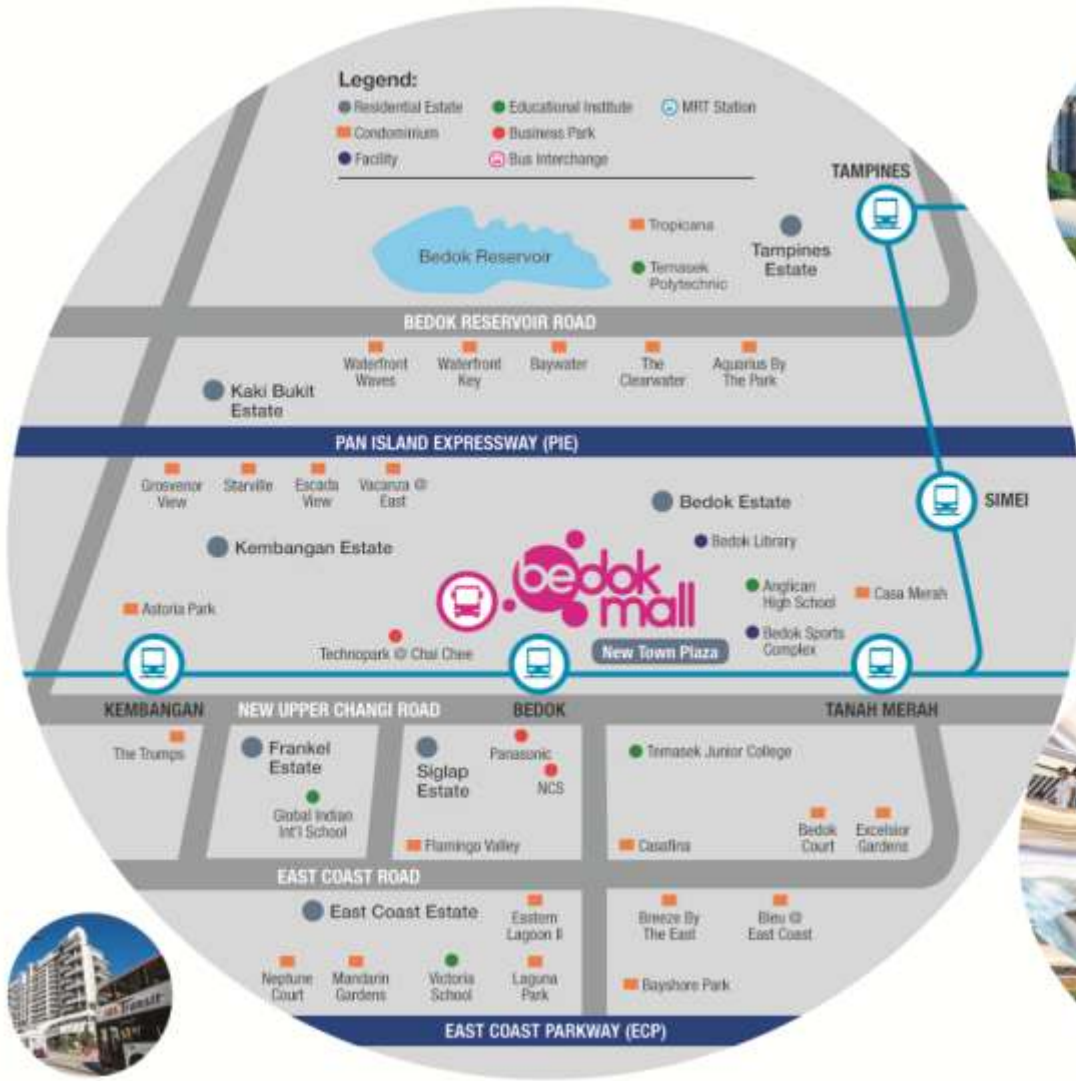 Legend:
Residential Estate
Educational Institute
MRT Station
Condominium
Business Park
Facility
Bus Interchange
TAMPINES
Tropicana
Tampines
Estate
Bedok Reservoir
Temasek
Polytechnic
BEDOK RESERVOIR ROAD
Waterfront
Waves
Waterfront
Key
Baywater
The
Clearwater
Aquarius By
The Park
Kaki Bukit
Estate
PAN ISLAND EXPRESSWAY (PIE)
Grosvenor
View
Starville
Escada
View
Vacanza @
East
Bedok Estate
SIMEI
Kembangan Estate
Bedok Library
bedok
mall
Anglican
High School
Casa Merah
Astoria Park
Technopark @ Chai Chee
New Town Plaza
Bedok Sports
Complex
KEMBANGAN
NEW UPPER CHANGI ROAD
BEDOK
TANAH MERAH
The Trumps
Frankel
Estate
Siglap
Estate
Panasonic
NCS
Temasek Junior College
Global Indian
Int'l School
Flamingo Valley
Casafina
Bedok
Court
Excelsior
Gardens
EAST COAST ROAD
East Coast Estate
Eastern
Lagoon II
Breeze By
The East
Bleu @
East Coast
Neptune
Court
Mandarin
Gardens
Victoria
School
Laguna
Park
Bayshore Park
EAST COAST PARKWAY (ECP)